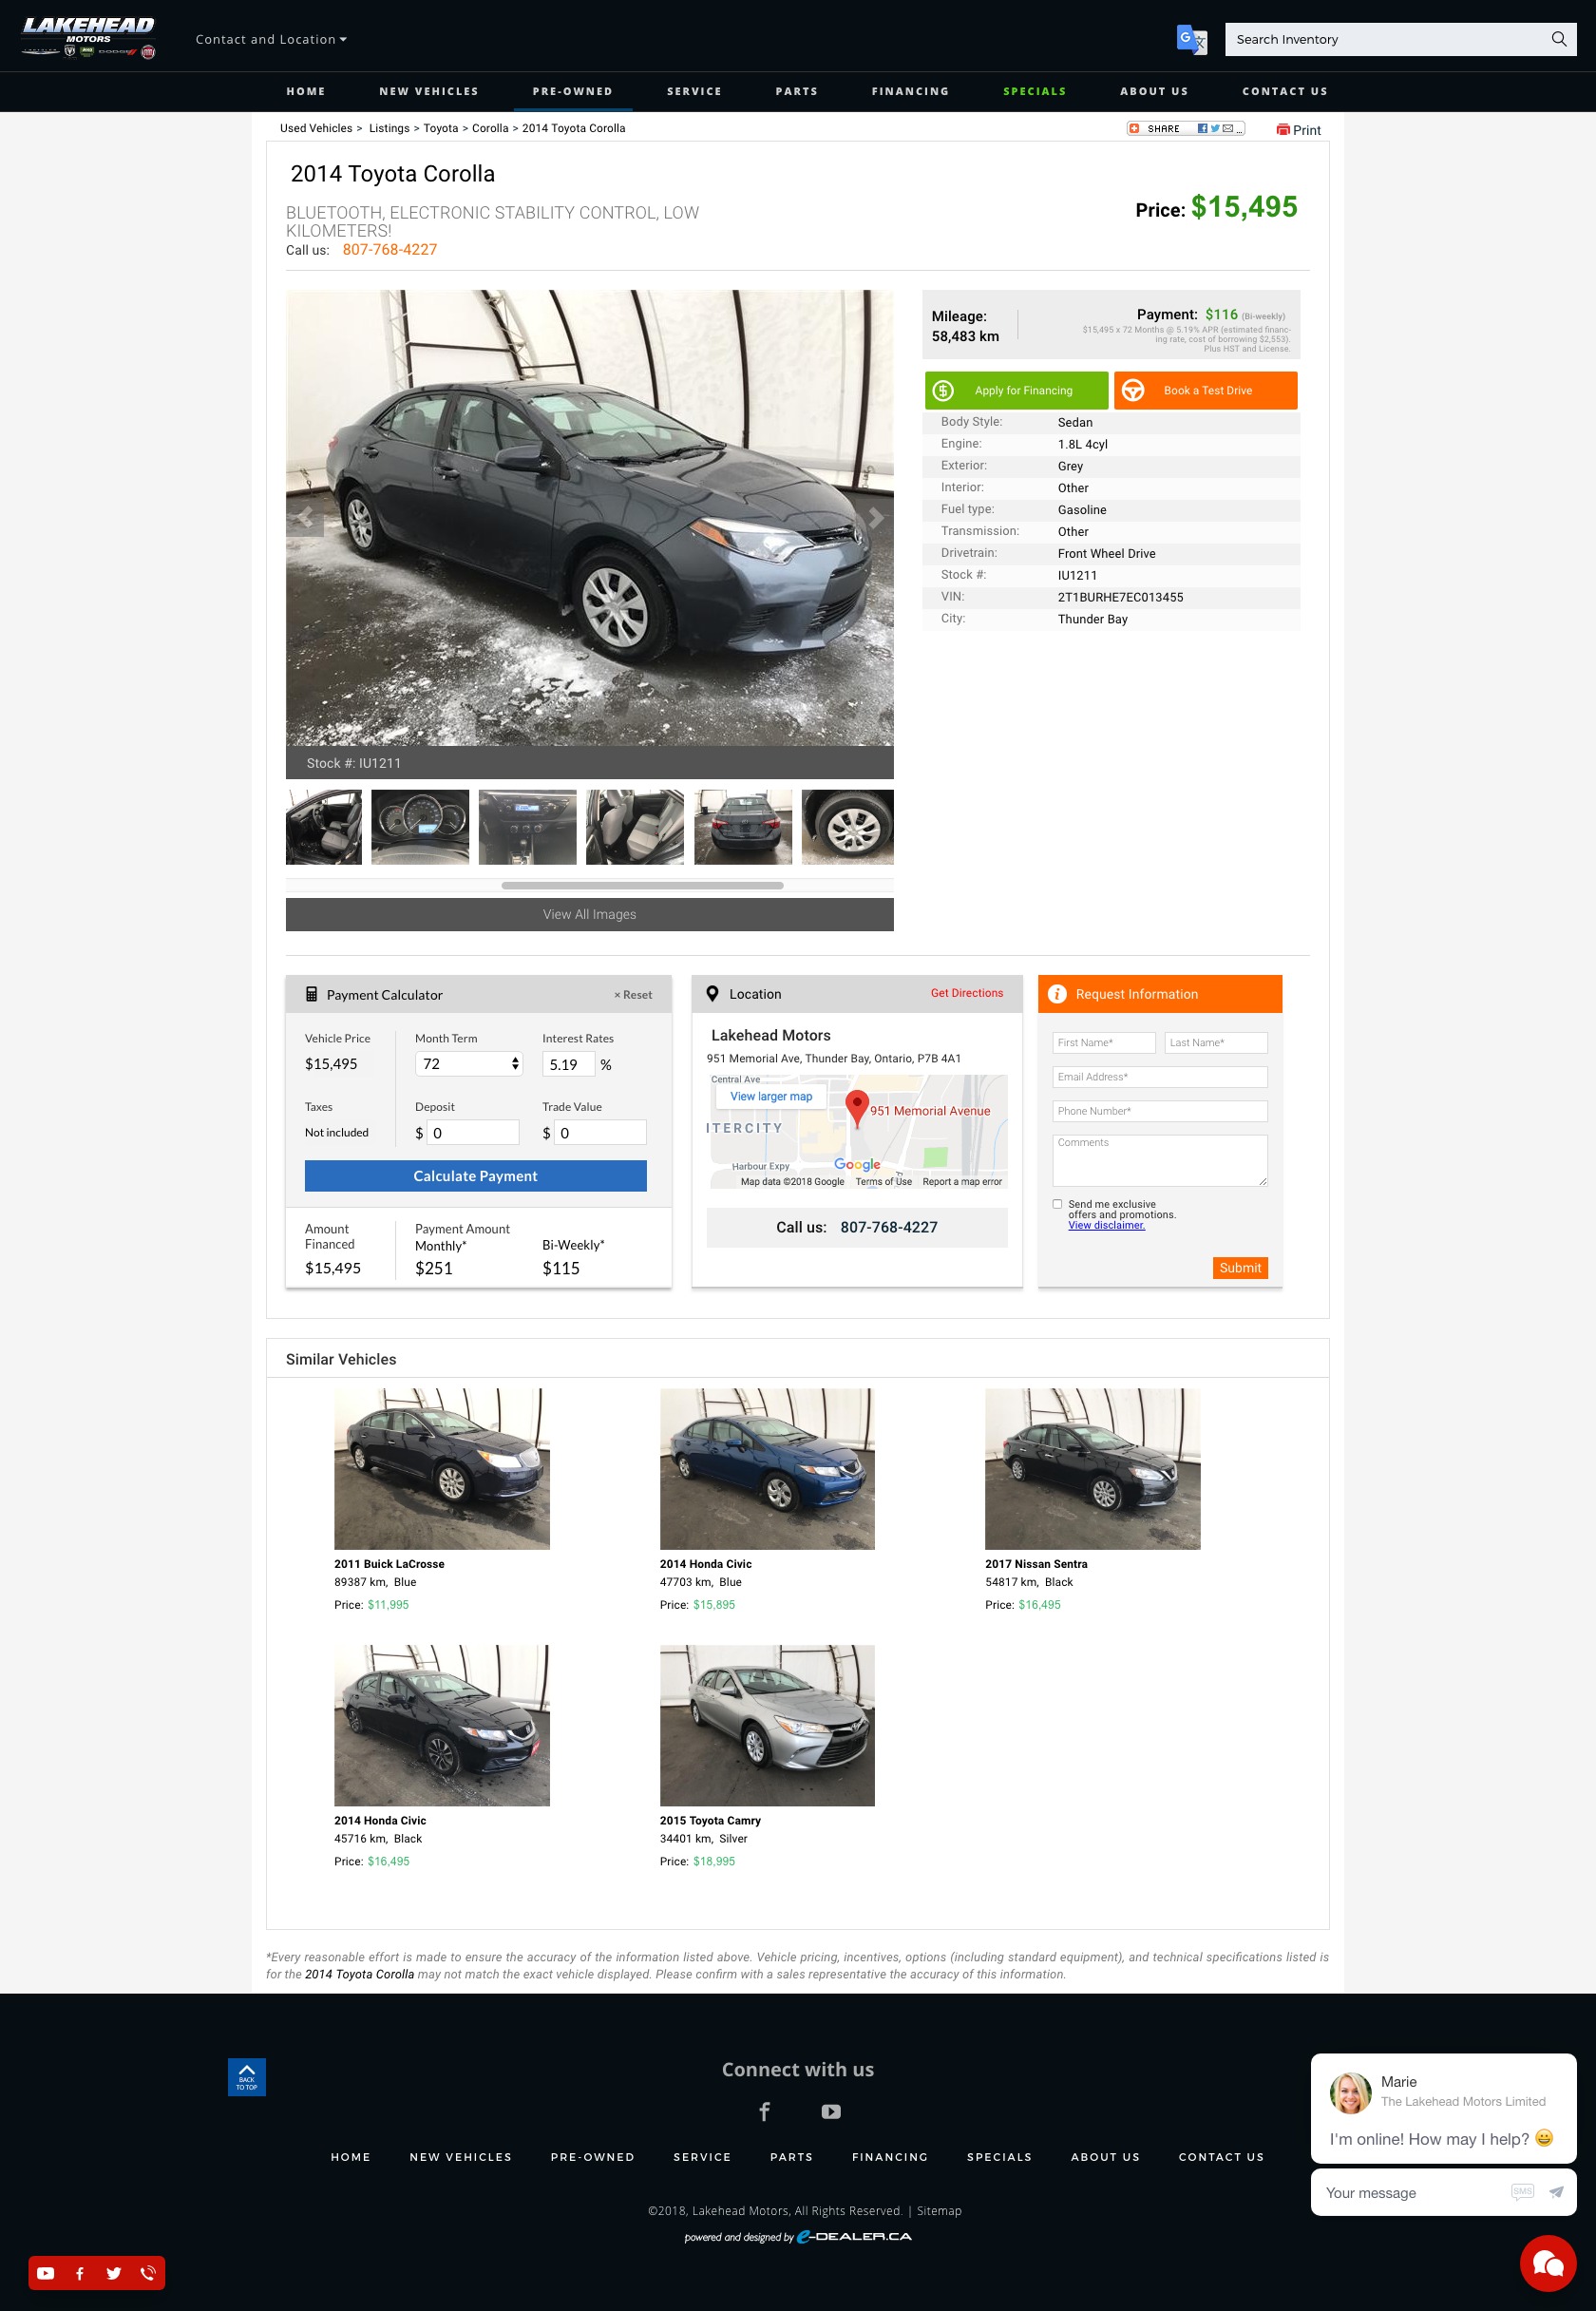 LAKEHEAD
MOTORS
Contact and Location
Search Inventory
HOME NEW VEHICLES PRE-OWNED SERVICE PARTS FINANCING SPECIALS ABOUT US CONTACT US
Used Vehicles > Listings > Toyota > Corolla > 2014 Toyota Corolla
SHARE
Print
2014 Toyota Corolla
BLUETOOTH, ELECTRONIC STABILITY CONTROL, LOW
KILOMETERS!
Call us: 807-768-4227
Price: $15,495
Mileage:
58,483 km
Payment: $116 (Bi-weekly)
$15,495 x 72 Months @ 5.19% APR (estimated financ-
ing rate, cost of borrowing $2,553).
Plus HST and License.
Apply for Financing
Book a Test Drive
Body Style: Sedan
Engine: 1.8L 4cyl
Exterior: Grey
Interior: Other
Fuel type: Gasoline
Transmission: Other
Drivetrain: Front Wheel Drive
Stock #: IU1211
VIN: 2T1BURHE7EC013455
City: Thunder Bay
Stock #: IU1211
View All Images
Payment Calculator
× Reset
Vehicle Price Month Term Interest Rates
$15,495 72 5.19 %
Taxes Deposit Trade Value
Not included $ 0 $ 0
Calculate Payment
Amount
Financed
$15,495
Payment Amount
Monthly* Bi-Weekly*
$251 $115
Location
Get Directions
Lakehead Motors
951 Memorial Ave, Thunder Bay, Ontario, P7B 4A1
Central Ave
View larger map
951 Memorial Avenue
ITERCITY
Google
Harbour Expy
Map data ©2018 Google Terms of Use Report a map error
Call us: 807-768-4227
Request Information
First Name* Last Name*
Email Address*
Phone Number*
Comments
Send me exclusive
offers and promotions.
View disclaimer.
Submit
Similar Vehicles
2011 Buick LaCrosse
89387 km, Blue
Price: $11,995
2014 Honda Civic
47703 km, Blue
Price: $15,895
2017 Nissan Sentra
54817 km, Black
Price: $16,495
2014 Honda Civic
45716 km, Black
Price: $16,495
2015 Toyota Camry
34401 km, Silver
Price: $18,995
*Every reasonable effort is made to ensure the accuracy of the information listed above. Vehicle pricing, incentives, options (including standard equipment), and technical specifications listed is
for the 2014 Toyota Corolla may not match the exact vehicle displayed. Please confirm with a sales representative the accuracy of this information.
BACK
TO TOP
Connect with us
HOME NEW VEHICLES PRE-OWNED SERVICE PARTS FINANCING SPECIALS ABOUT US CONTACT US
©2018, Lakehead Motors, All Rights Reserved. | Sitemap
powered and designed by e-DEALER.CA
Marie
The Lakehead Motors Limited
I'm online! How may I help? 😀
Your message
SMS